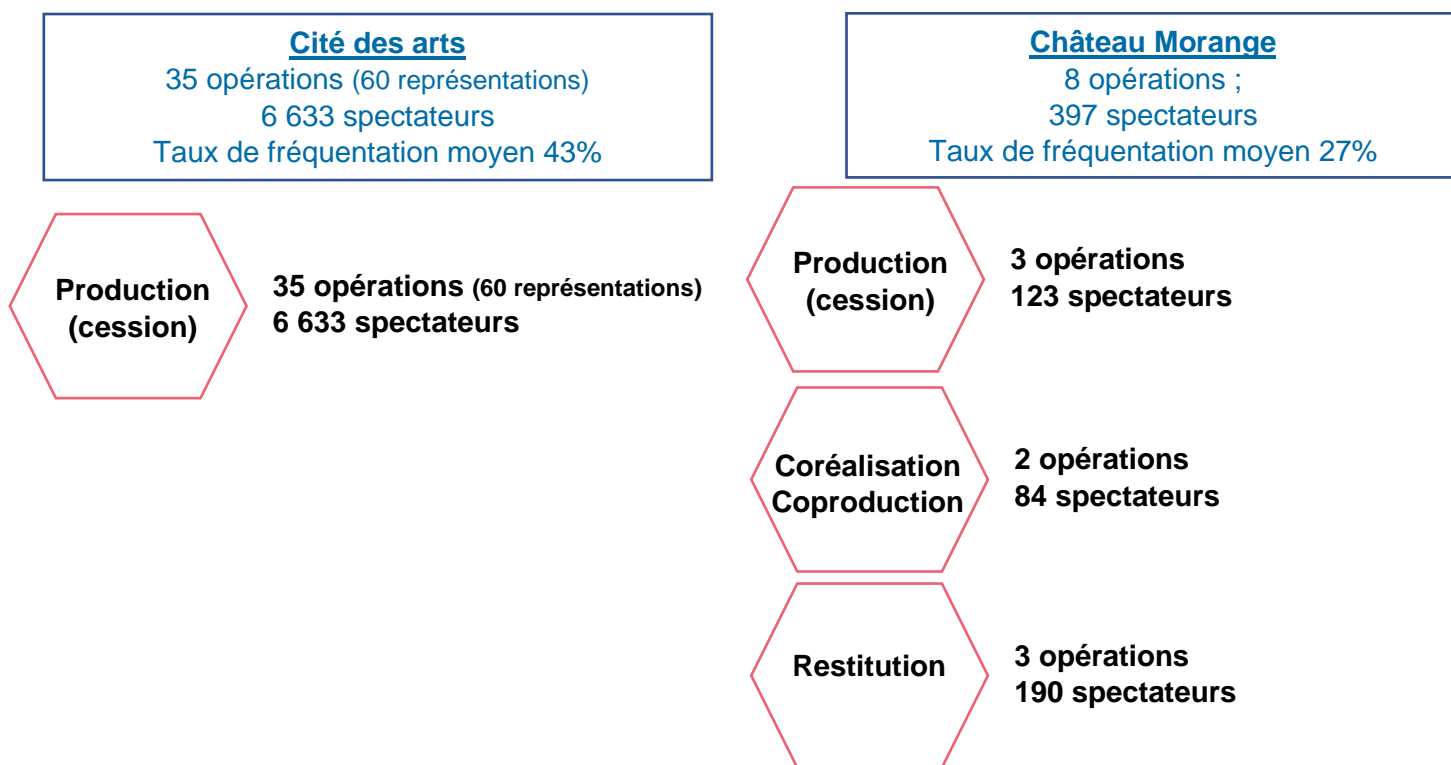 Cité des arts
35 opérations (60 représentations)
6 633 spectateurs
Taux de fréquentation moyen 43%
Château Morange
8 opérations ;
397 spectateurs
Taux de fréquentation moyen 27%
Production
(cession)
35 opérations (60 représentations)
6 633 spectateurs
Production
(cession)
3 opérations
123 spectateurs
Coréalisation
Coproduction
2 opérations
84 spectateurs
Restitution
3 opérations
190 spectateurs